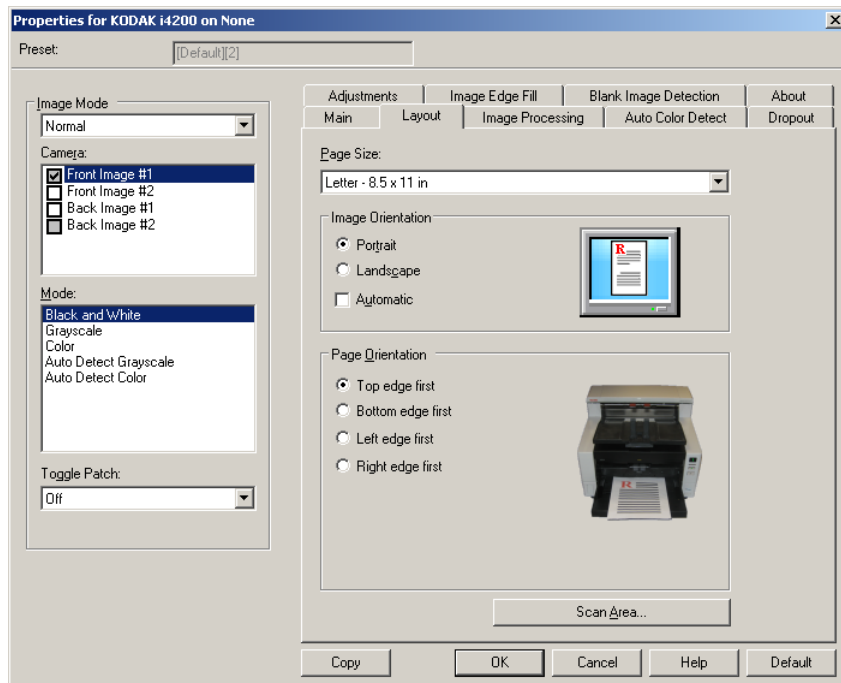 Properties for KODAK i4200 on None
Preset:
[Default][2]
Image Mode
Normal
Camera:
Front Image #1
Front Image #2
Back Image #1
Back Image #2
Mode:
Black and White
Grayscale
Color
Auto Detect Grayscale
Auto Detect Color
Toggle Patch:
Off
Adjustments
Image Edge Fill
Blank Image Detection
About
Main
Layout
Image Processing
Auto Color Detect
Dropout
Page Size:
Letter - 8.5 x 11 in
Image Orientation
Portrait
Landscape
Automatic
R
Page Orientation
Top edge first
Bottom edge first
Left edge first
Right edge first
R
Scan Area...
Copy
OK
Cancel
Help
Default